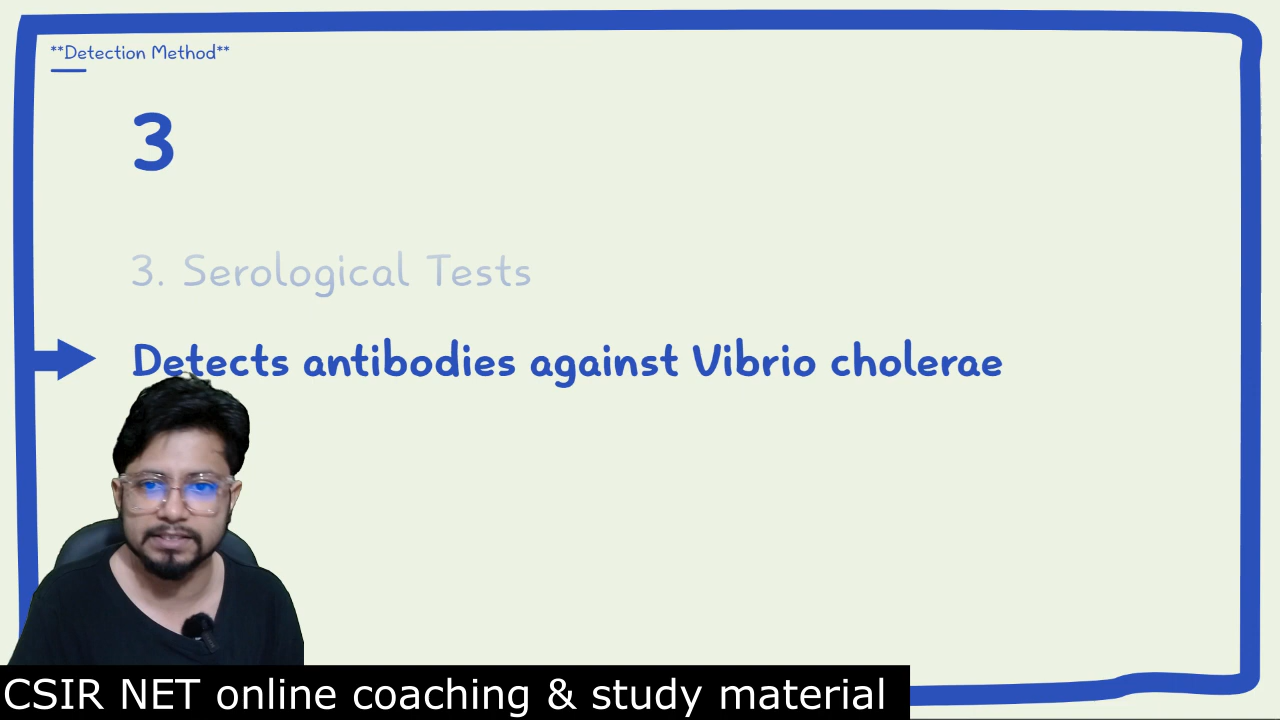 **Detection Method**
3
3. Serological Tests
Detects antibodies against Vibrio cholerae
CSIR NET online coaching & study material